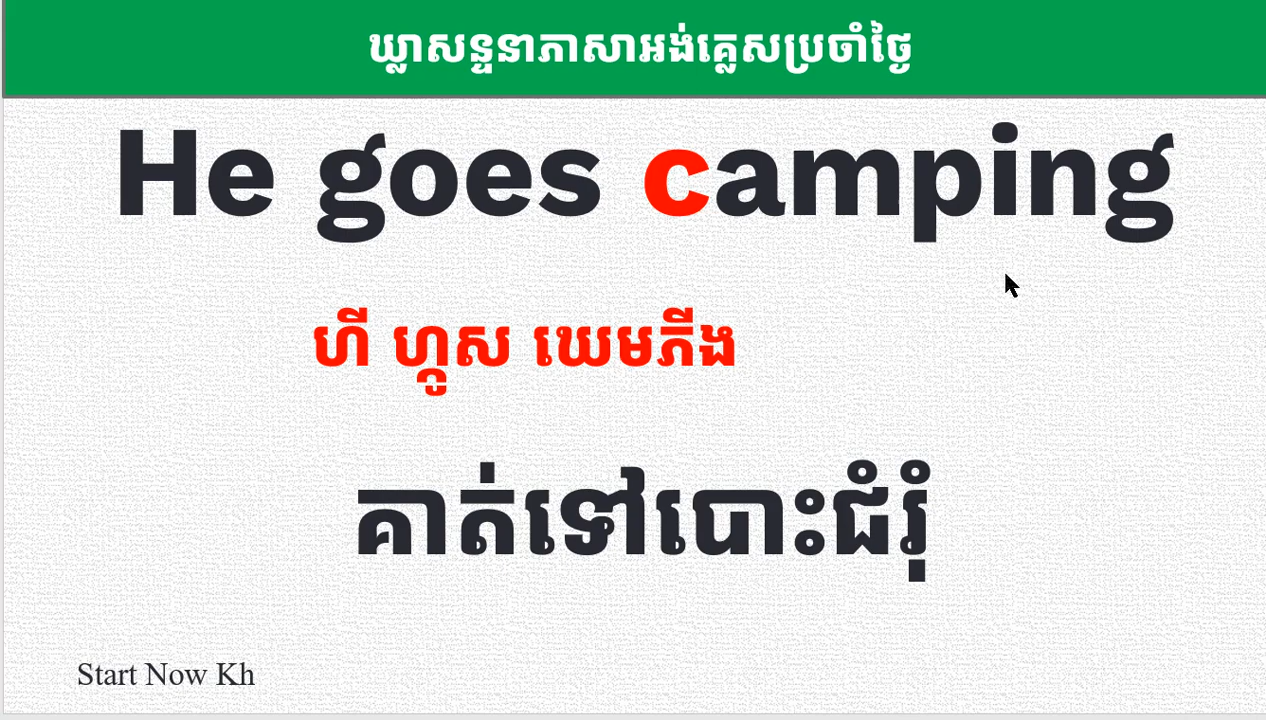 ឃ្លាសន្ទនាភាសាអង់គ្លេសប្រចាំថ្ងៃ
He goes camping
ហី ហ្គូស ឃេមភីង
គាត់ទៅបោះជំរុំ
Start Now Kh